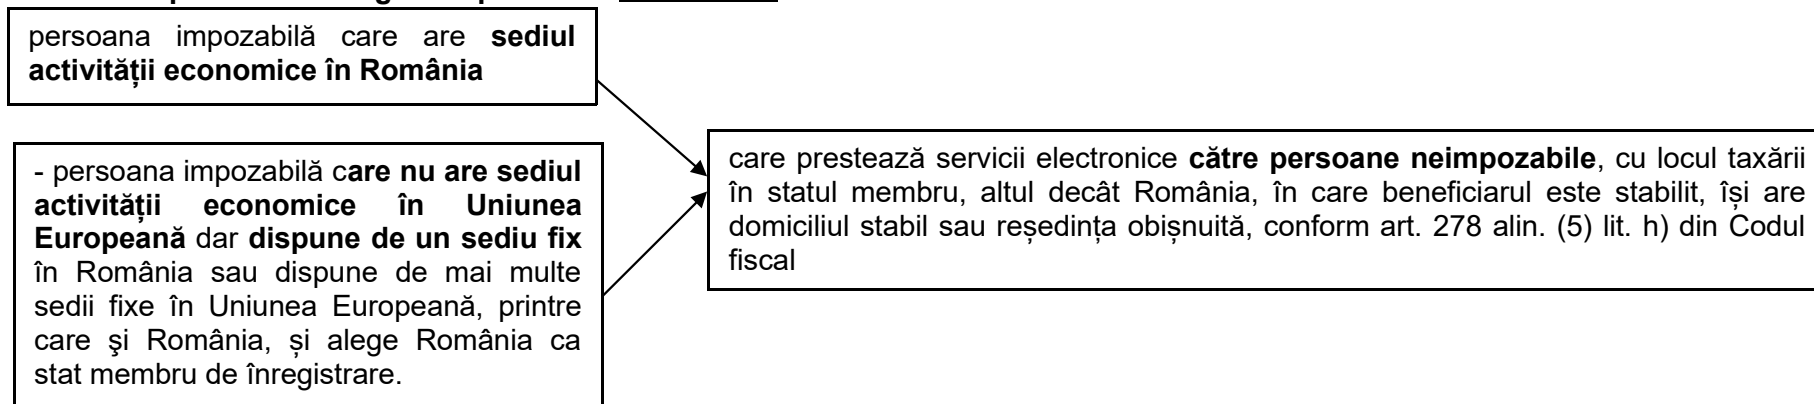 persoana impozabilă care are sediul
activității economice în România
- persoana impozabilă care nu are sediul
activității economice în Uniunea
Europeană dar dispune de un sediu fix
în România sau dispune de mai multe
sedii fixe în Uniunea Europeană, printre
care şi România, și alege România ca
stat membru de înregistrare.
care prestează servicii electronice către persoane neimpozabile, cu locul taxării
în statul membru, altul decât România, în care beneficiarul este stabilit, își are
domiciliul stabil sau reședința obișnuită, conform art. 278 alin. (5) lit. h) din Codul
fiscal